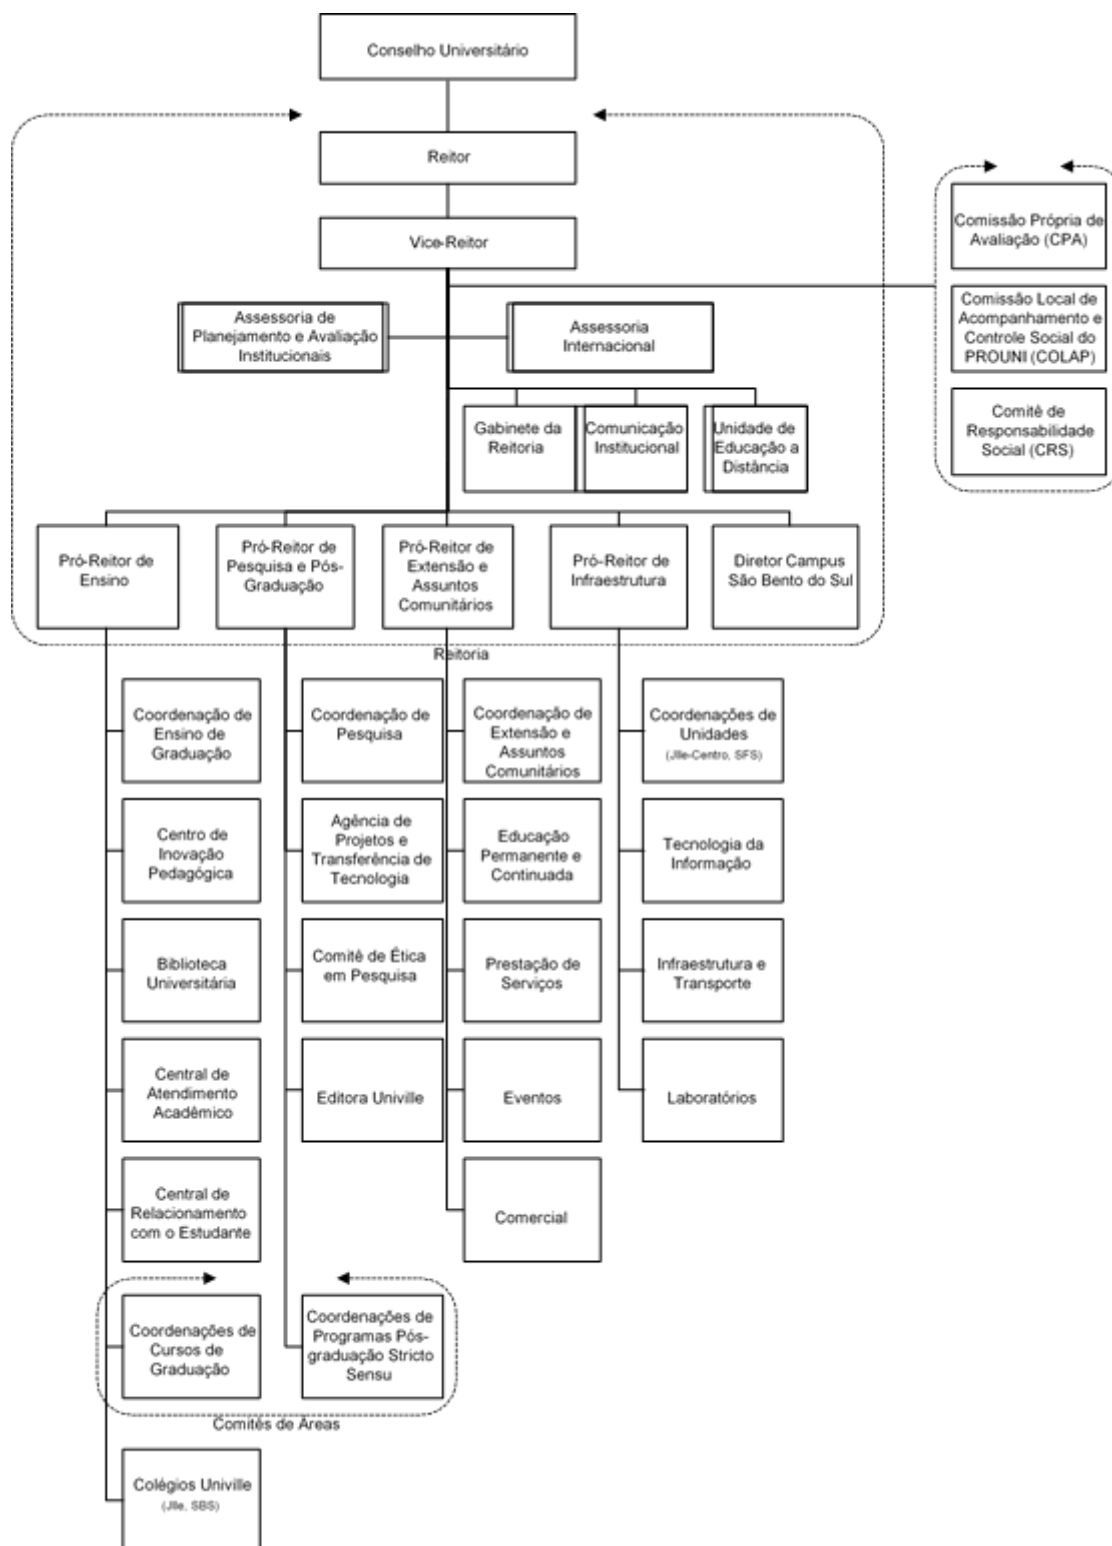 Conselho Universitário
Reitor
Vice-Reitor
Comissão Própria de
Avaliação (CPA)
Comissão Local de
Acompanhamento e
Controle Social do
PROUNI (COLAP)
Comitê de
Responsabilidade
Social (CRS)
Assessoria de
Planejamento e Avaliação
Institucionais
Assessoria
Internacional
Gabinete da
Reitoria
Comunicação
Institucional
Unidade de
Educação a
Distância
Pró-Reitor de
Ensino
Pró-Reitor de
Pesquisa e Pós-
Graduação
Pró-Reitor de
Extensão e
Assuntos
Comunitários
Pró-Reitor de
Infraestrutura
Diretor Campus
São Bento do Sul
Reitoria
Coordenação de
Ensino de
Graduação
Coordenação de
Pesquisa
Coordenação de
Extensão e
Assuntos
Comunitários
Coordenações de
Unidades
(Jlle-Centro, SFS)
Centro de
Inovação
Pedagógica
Agência de
Projetos e
Transferência de
Tecnologia
Educação
Permanente e
Continuada
Tecnologia da
Informação
Biblioteca
Universitária
Comitê de Ética
em Pesquisa
Prestação de
Serviços
Infraestrutura e
Transporte
Central de
Atendimento
Acadêmico
Editora Univille
Eventos
Laboratórios
Central de
Relacionamento
com o Estudante
Comercial
Coordenações de
Cursos de
Graduação
Coordenações de
Programas Pós-
graduação Stricto
Sensu
Comitês de Áreas
Colégios Univille
(Jlle, SBS)